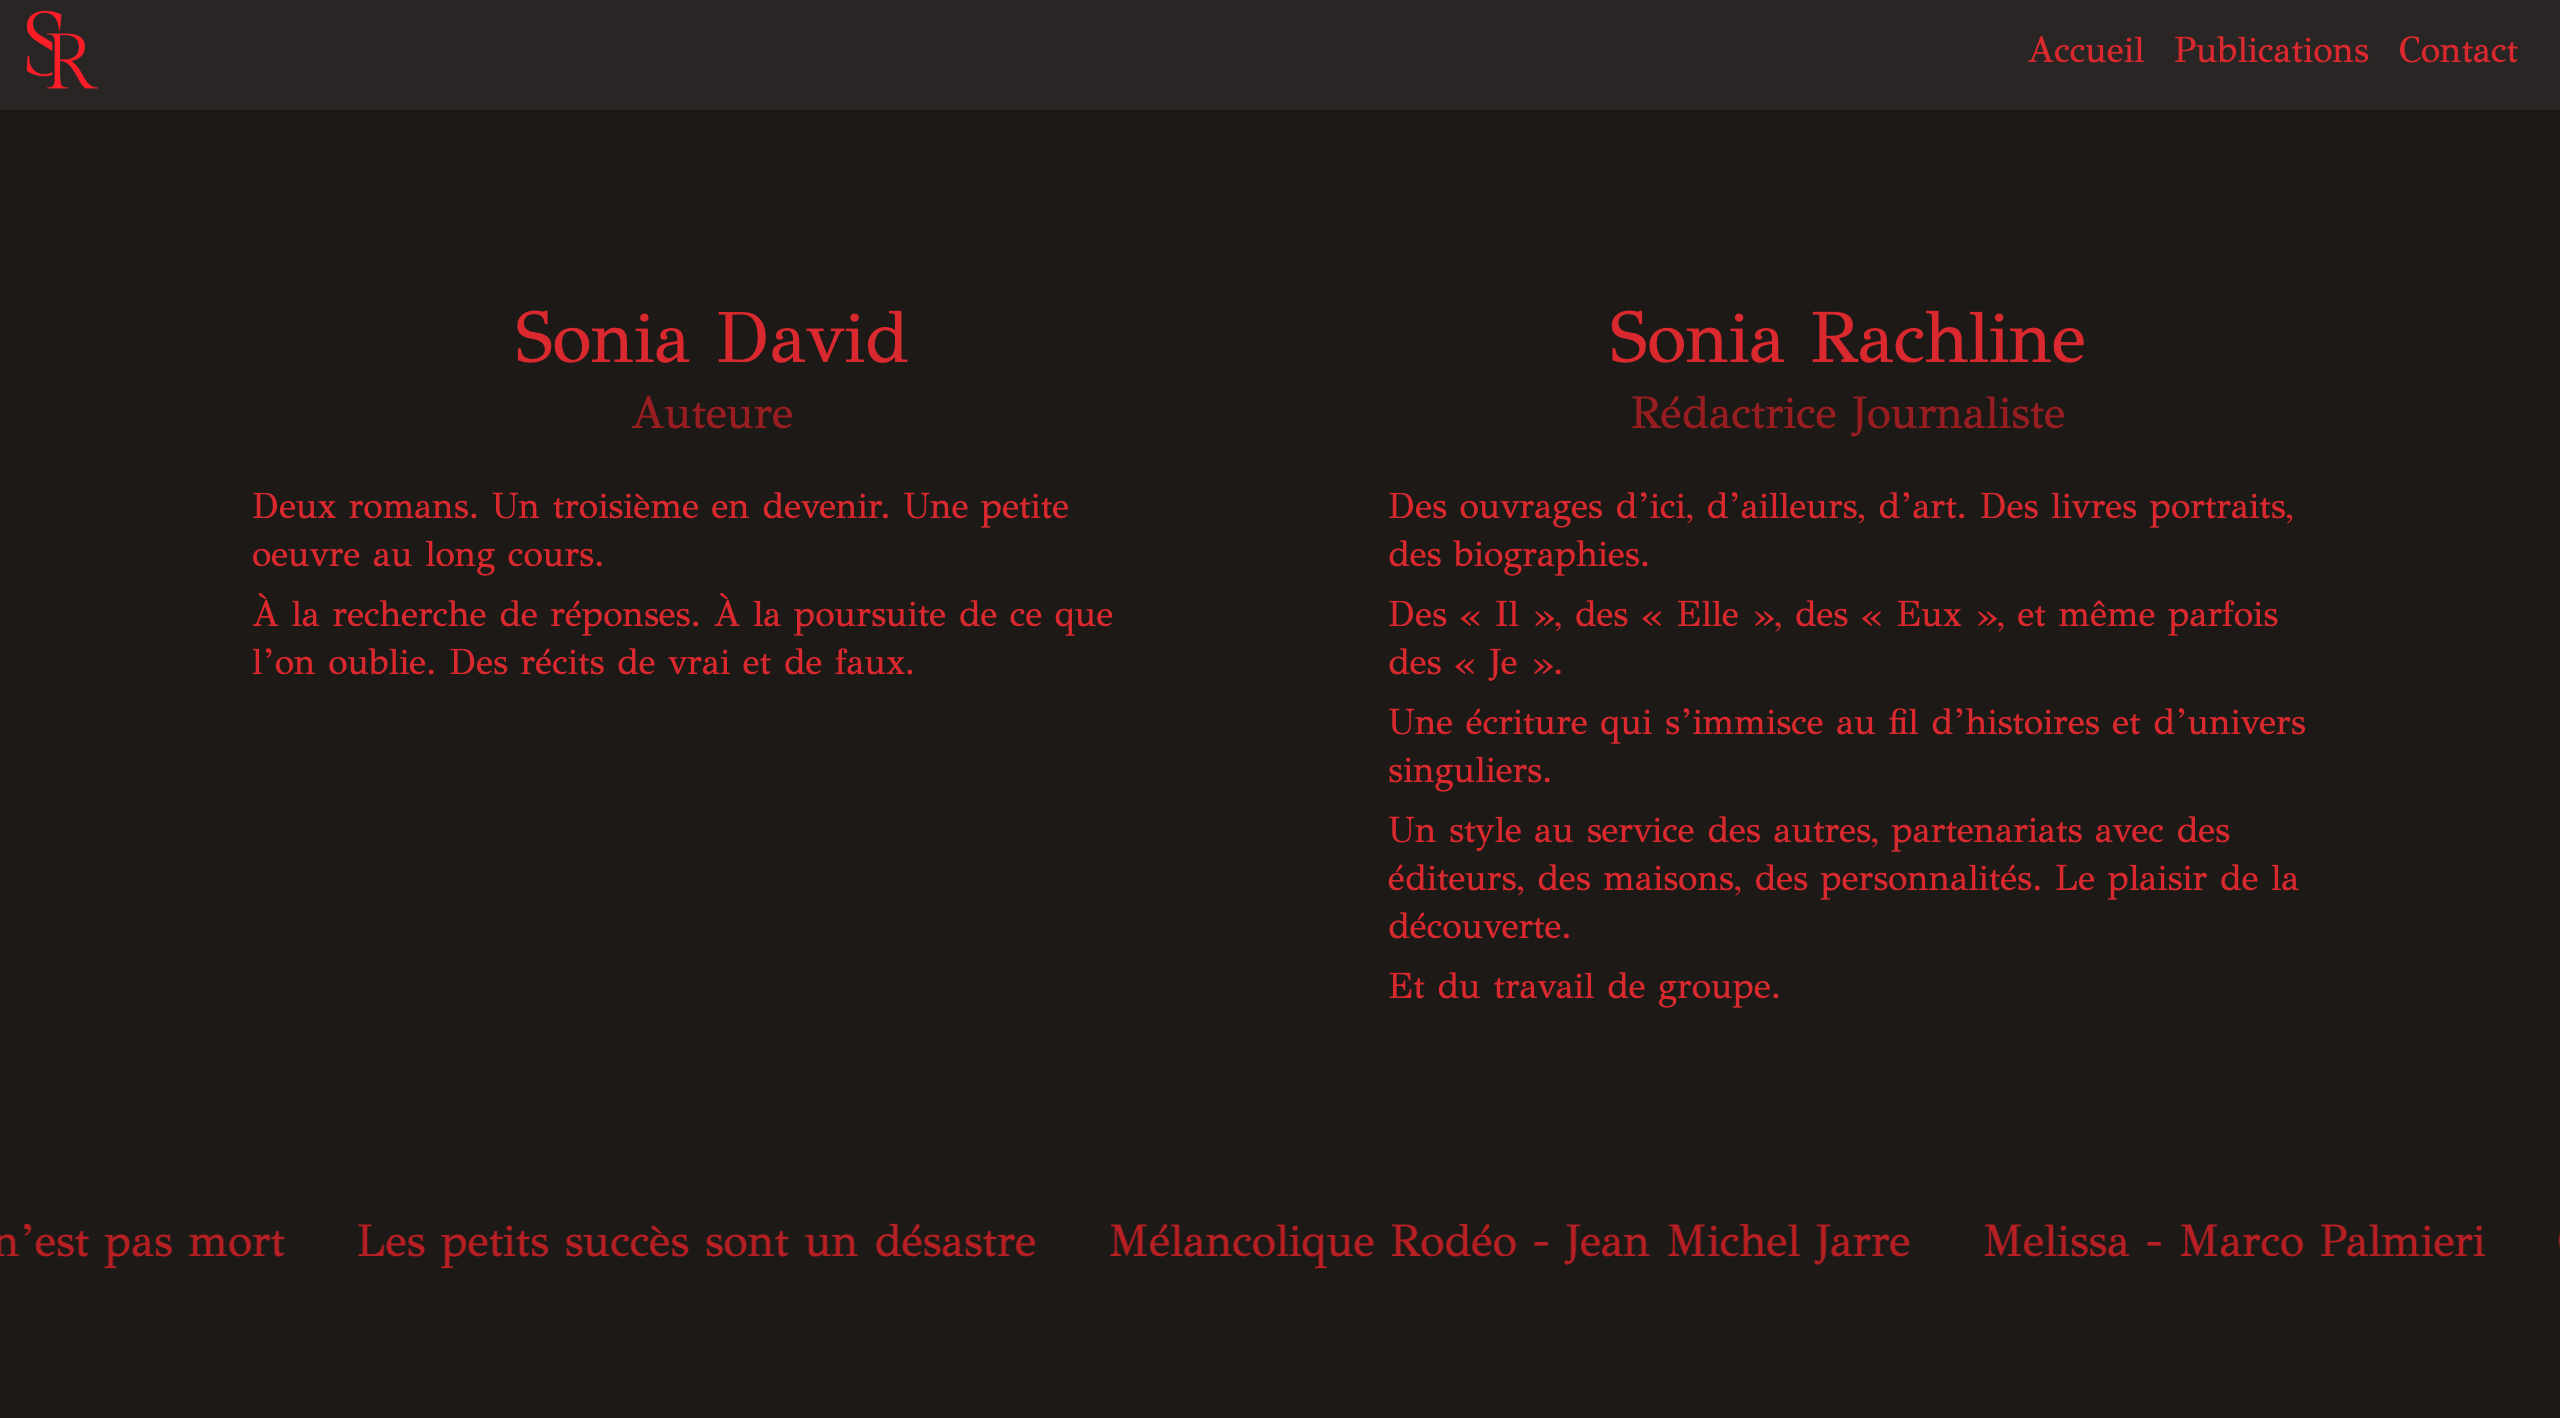 SR
Accueil Publications Contact
Sonia David
Auteure
Deux romans. Un troisième en devenir. Une petite
oeuvre au long cours.
À la recherche de réponses. À la poursuite de ce que
l’on oublie. Des récits de vrai et de faux.
Sonia Rachline
Rédactrice Journaliste
Des ouvrages d’ici, d’ailleurs, d’art. Des livres portraits,
des biographies.
Des « Il », des « Elle », des « Eux », et même parfois
des « Je ».
Une écriture qui s’immisce au fil d’histoires et d’univers
singuliers.
Un style au service des autres, partenariats avec des
éditeurs, des maisons, des personnalités. Le plaisir de la
découverte.
Et du travail de groupe.
n’est pas mort Les petits succès sont un désastre Mélancolique Rodéo - Jean Michel Jarre Melissa - Marco Palmieri